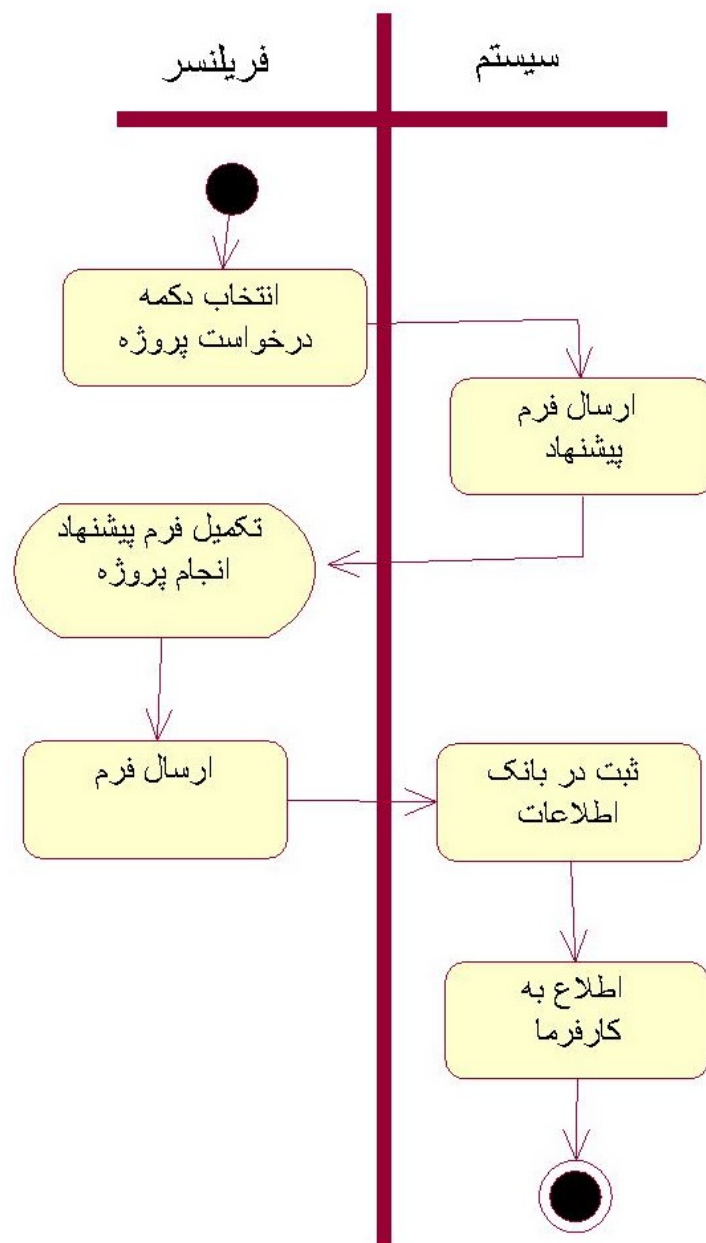 سیستم
فریلنسر
انتخاب دکمه
درخواست پروژه
ارسال فرم
پیشنهاد
تکمیل فرم پیشنهاد
انجام پروژه
ارسال فرم
ثبت در بانک
اطلاعات
اطلاع به
کارفرما